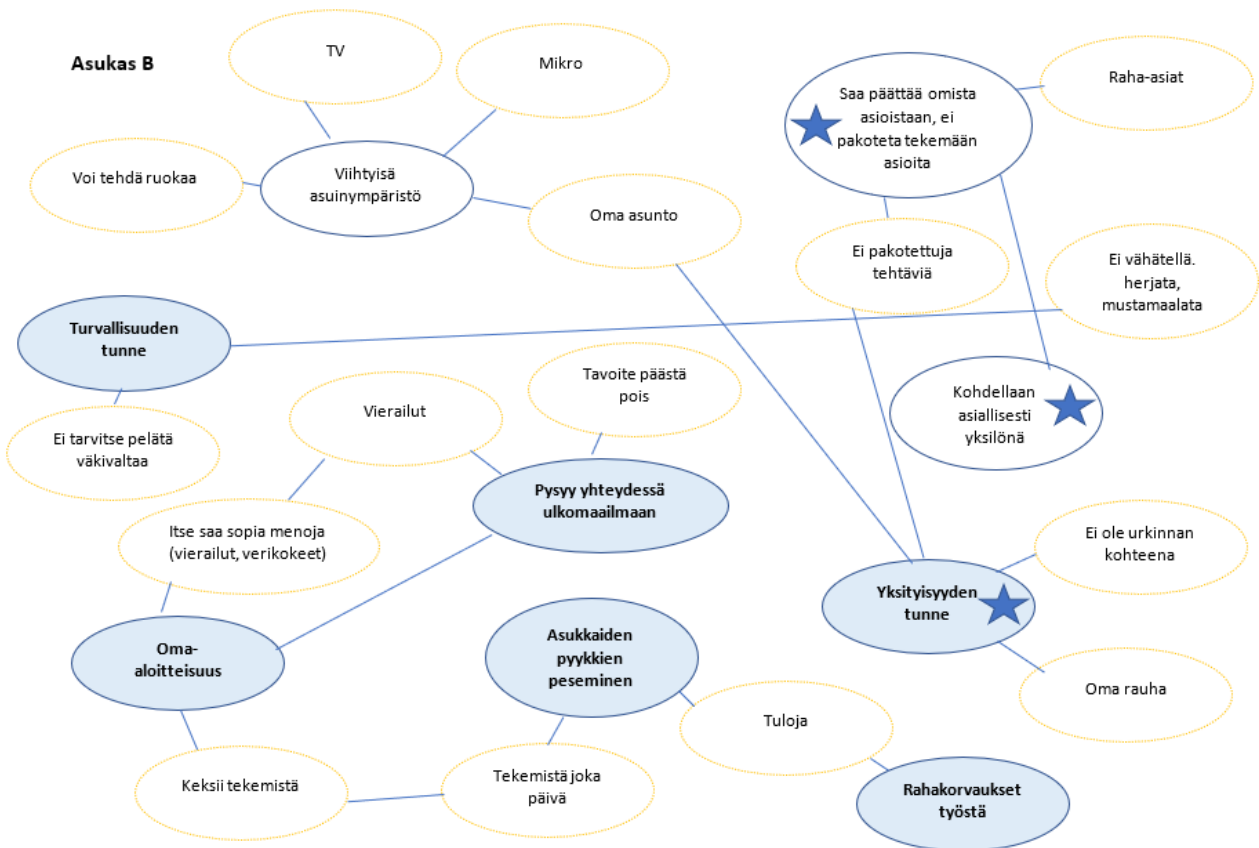 Asukas B
TV
Mikro
Voi tehdä ruokaa
Viihtyisä
asuinympäristö
Oma asunto
Saa päättää omista
asioistaan, ei
pakoteta tekemään
asioita
Raha-asiat
Ei pakotettuja
tehtäviä
Ei vähätellä.
herjata,
mustamaalata
Turvallisuuden
tunne
Ei tarvitse pelätä
väkivaltaa
Vierailut
Tavoite päästä
pois
Kohdellaan
asiallisesti
yksilönä
Pysyy yhteydessä
ulkomaailmaan
Itse saa sopia menoja
(vierailut, verikokeet)
Ei ole urkinnan
kohteena
Yksityisyyden
tunne
Oma-
aloitteisuus
Asukkaiden
pyykkien
peseminen
Oma rauha
Tuloja
Keksii tekemistä
Tekemistä joka
päivä
Rahakorvaukset
työstä